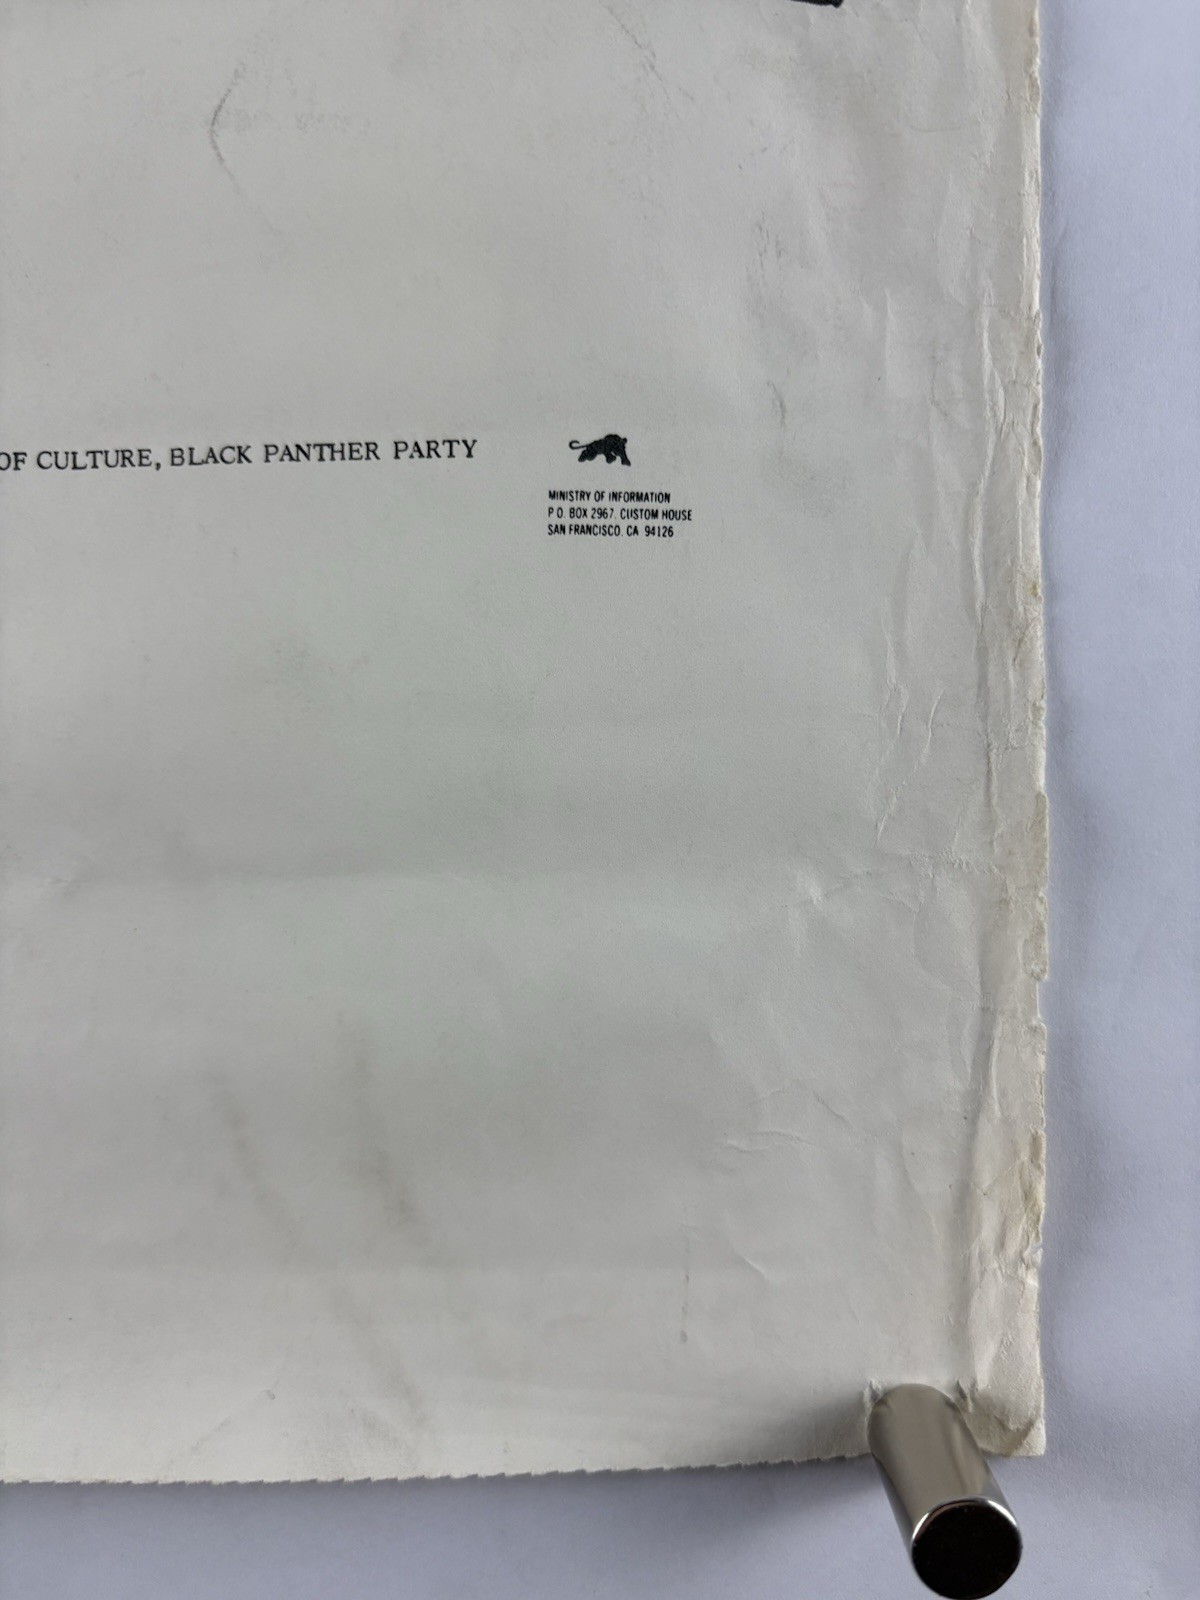 OF CULTURE, BLACK PANTHER PARTY
MINISTRY OF INFORMATION
P.O. BOX 2967, CUSTOM HOUSE
SAN FRANCISCO, CA 94126